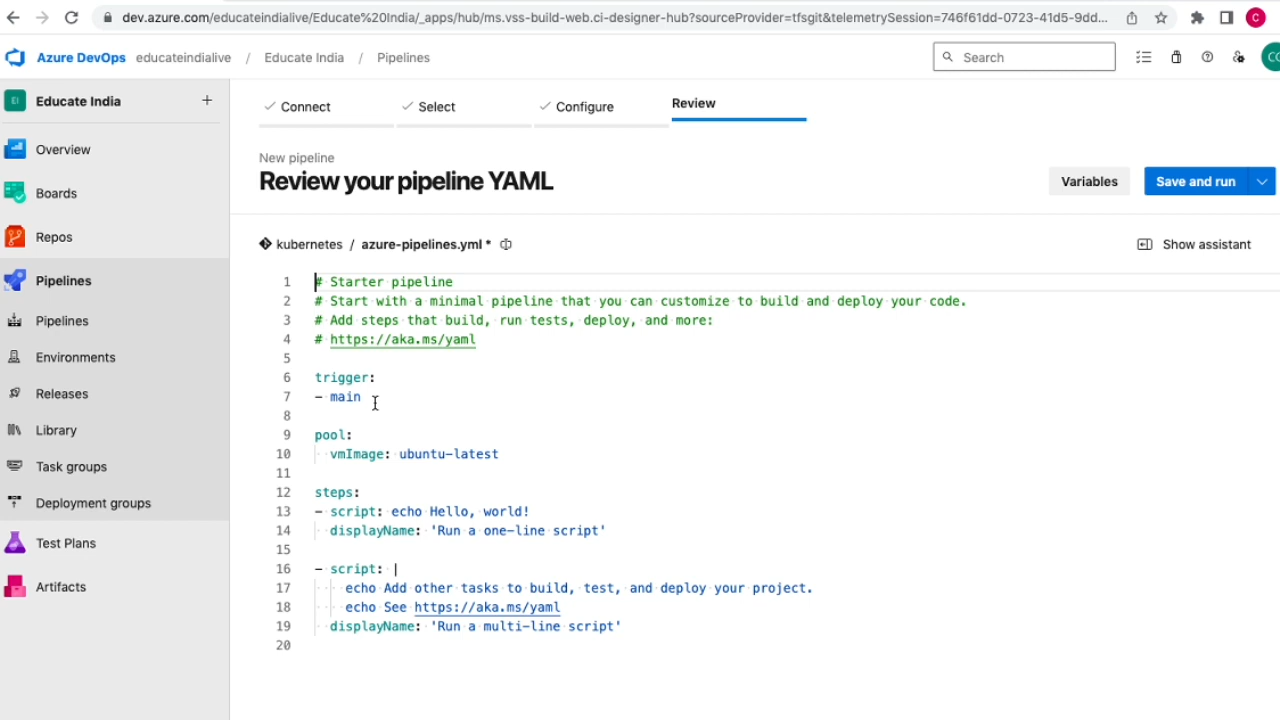 dev.azure.com/educateindialive/Educate%20India/_apps/hub/ms.vss-build-web.ci-designer-hub?sourceProvider=tfsgit&telemetrySession=746f61dd-0723-41d5-9dd...
C
Azure DevOps educateindialive / Educate India / Pipelines
Search
CG
EI Educate India +
Overview
Boards
Repos
Pipelines
Pipelines
Environments
Releases
Library
Task groups
Deployment groups
Test Plans
Artifacts
Connect Select Configure Review
New pipeline
Review your pipeline YAML
Variables Save and run
kubernetes / azure-pipelines.yml *
Show assistant
1 # Starter pipeline
2 # Start with a minimal pipeline that you can customize to build and deploy your code.
3 # Add steps that build, run tests, deploy, and more:
4 # https://aka.ms/yaml
5
6 trigger:
7 - main
8
9 pool:
10 vmImage: ubuntu-latest
11
12 steps:
13 - script: echo Hello, world!
14 displayName: 'Run a one-line script'
15
16 - script: |
17 echo Add other tasks to build, test, and deploy your project.
18 echo See https://aka.ms/yaml
19 displayName: 'Run a multi-line script'
20